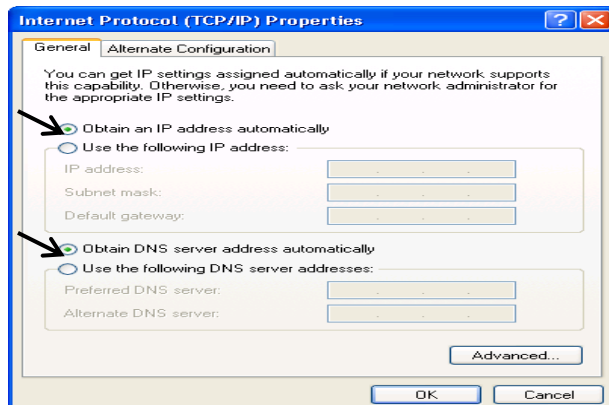 Internet Protocol (TCP/IP) Properties
General Alternate Configuration
You can get IP settings assigned automatically if your network supports
this capability. Otherwise, you need to ask your network administrator for
the appropriate IP settings.
Obtain an IP address automatically
Use the following IP address:
IP address:
Subnet mask:
Default gateway:
Obtain DNS server address automatically
Use the following DNS server addresses:
Preferred DNS server:
Alternate DNS server:
Advanced...
OK Cancel